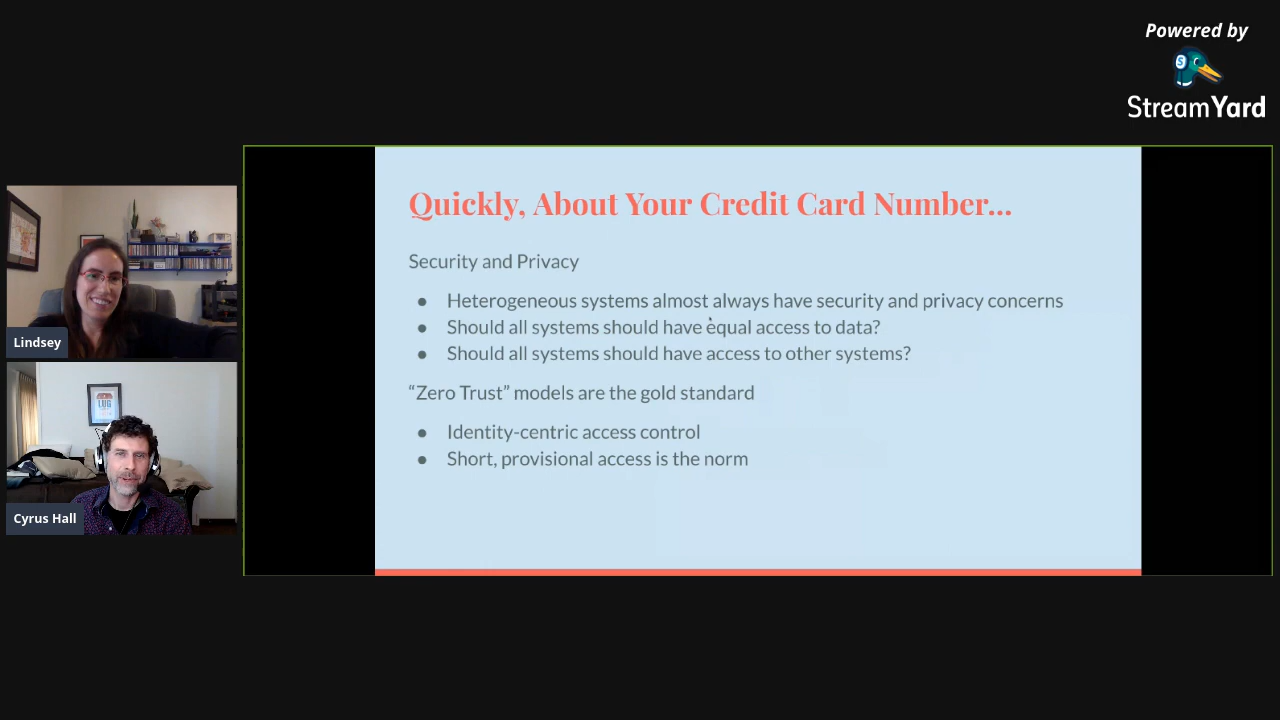 Powered by
StreamYard
Quickly, About Your Credit Card Number...
Security and Privacy
● Heterogeneous systems almost always have security and privacy concerns
● Should all systems should have equal access to data?
● Should all systems should have access to other systems?
“Zero Trust” models are the gold standard
● Identity-centric access control
● Short, provisional access is the norm
Lindsey
Cyrus Hall
LUG